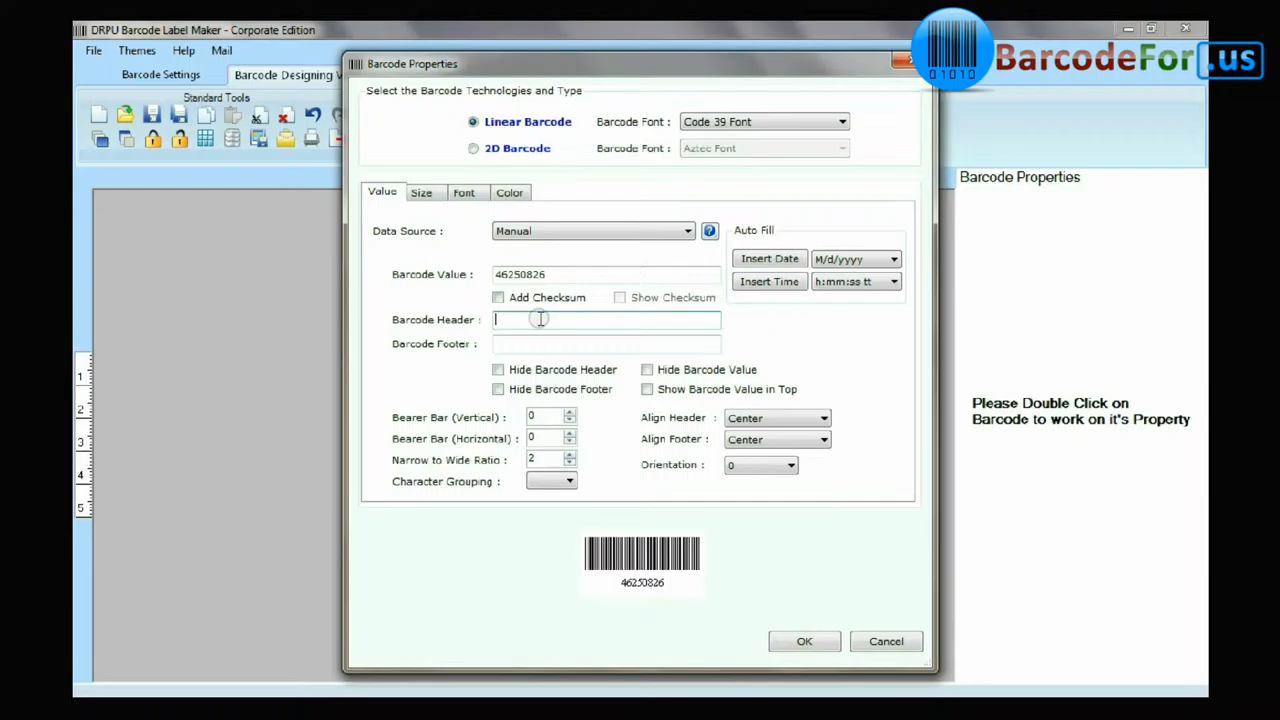 DRPU Barcode Label Maker - Corporate Edition
BarcodeFor.us
01010
File Themes Help Mail
Barcode Settings Barcode Designing V
Standard Tools
Barcode Properties
Select the Barcode Technologies and Type
Linear Barcode Barcode Font : Code 39 Font
2D Barcode Barcode Font : Aztec Font
Barcode Properties
Value Size Font Color
Data Source : Manual
Auto Fill
Insert Date M/d/yyyy
Barcode Value : 46250826
Insert Time h:mm:ss tt
Add Checksum Show Checksum
Barcode Header :
Barcode Footer :
Hide Barcode Header Hide Barcode Value
Hide Barcode Footer Show Barcode Value in Top
Bearer Bar (Vertical) : 0 Align Header : Center
Bearer Bar (Horizontal) : 0 Align Footer : Center
Narrow to Wide Ratio : 2 Orientation : 0
Character Grouping :
Please Double Click on
Barcode to work on it's Property
1
2
3
4
5
46250826
OK Cancel